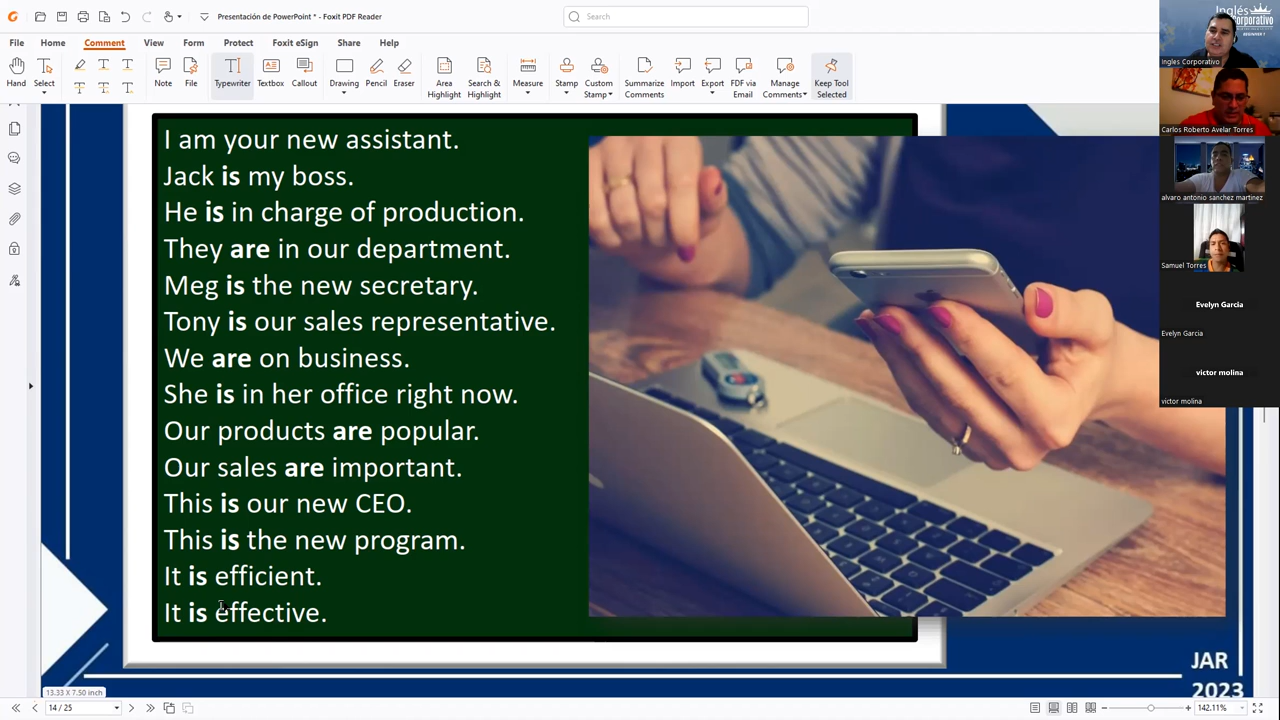 Presentación de PowerPoint * - Foxit PDF Reader
Search
File Home Comment View Form Protect Foxit eSign Share Help
Hand Select Note File Typewriter Textbox Callout Drawing Pencil Eraser Area Highlight Search & Highlight Measure Stamp Custom Stamp Summarize Comments Import Export FDF via Email Manage Comments Keep Tool Selected
I am your new assistant.
Jack is my boss.
He is in charge of production.
They are in our department.
Meg is the new secretary.
Tony is our sales representative.
We are on business.
She is in her office right now.
Our products are popular.
Our sales are important.
This is our new CEO.
This is the new program.
It is efficient.
It is effective.
JAR
2023
Inglés
Corporativo
BEGINNER 1
Ingles Corporativo
Carlos Roberto Avelar Torres
alvaro antonio sanchez martinez
Samuel Torres
Evelyn Garcia
Evelyn Garcia
victor molina
victor molina
13.33 X 7.50 inch
14 / 25
142.11%